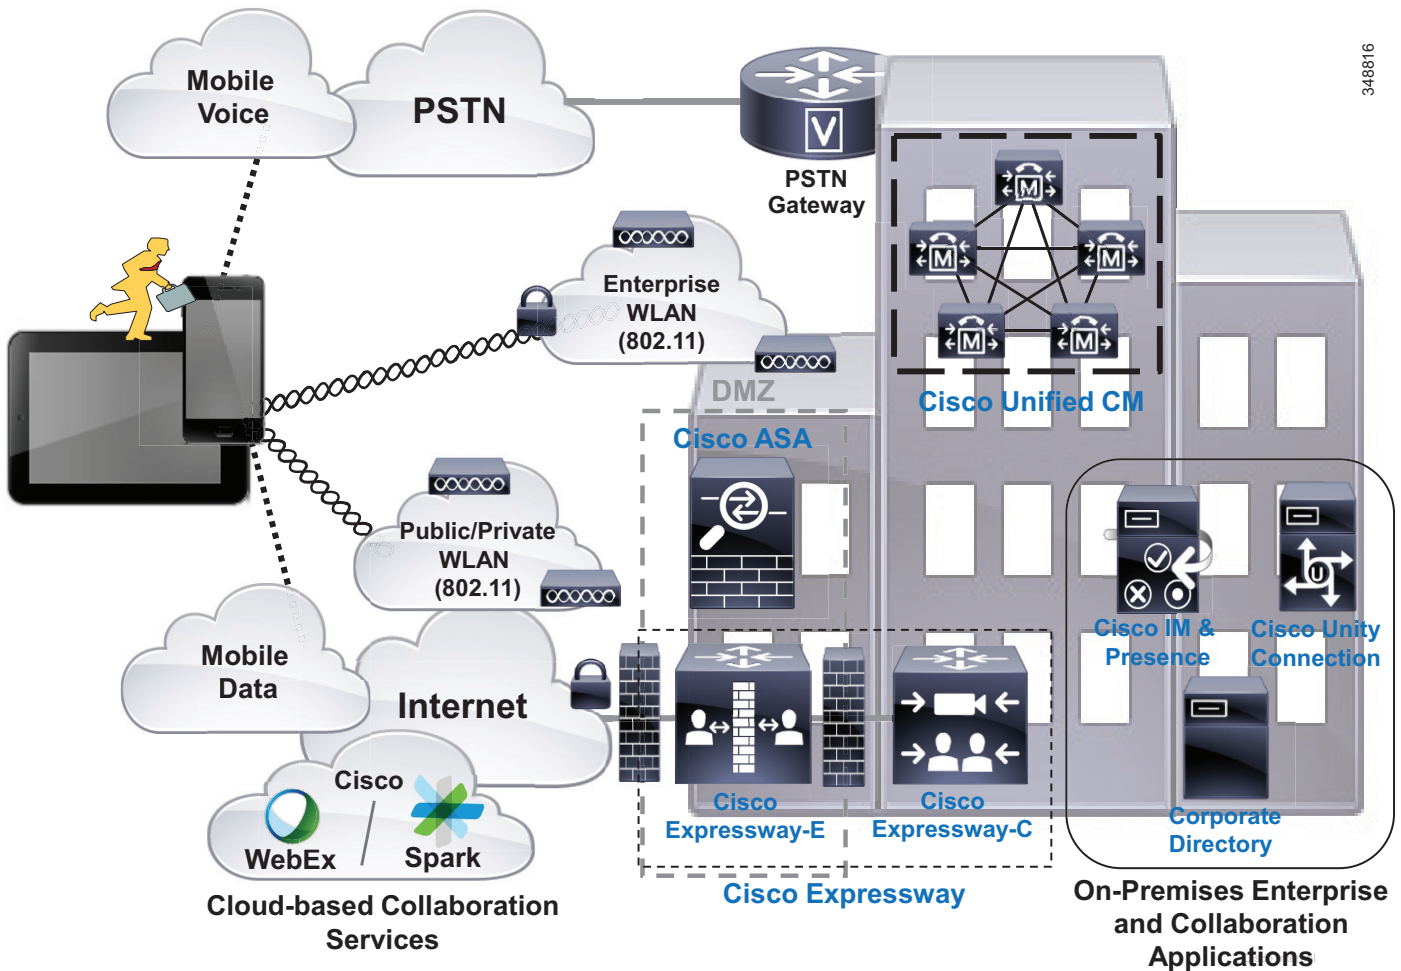 348816
Mobile
Voice
PSTN
V
PSTN
Gateway
M
M
M
M
M
Cisco Unified CM
Enterprise
WLAN
(802.11)
DMZ
Cisco ASA
Public/Private
WLAN
(802.11)
U
Cisco IM &
Presence
Cisco Unity
Connection
Mobile
Data
Internet
Cisco
WebEx
Spark
Cisco
Expressway-E
Cisco
Expressway-C
Corporate
Directory
Cisco Expressway
Cloud-based Collaboration
Services
On-Premises Enterprise
and Collaboration
Applications